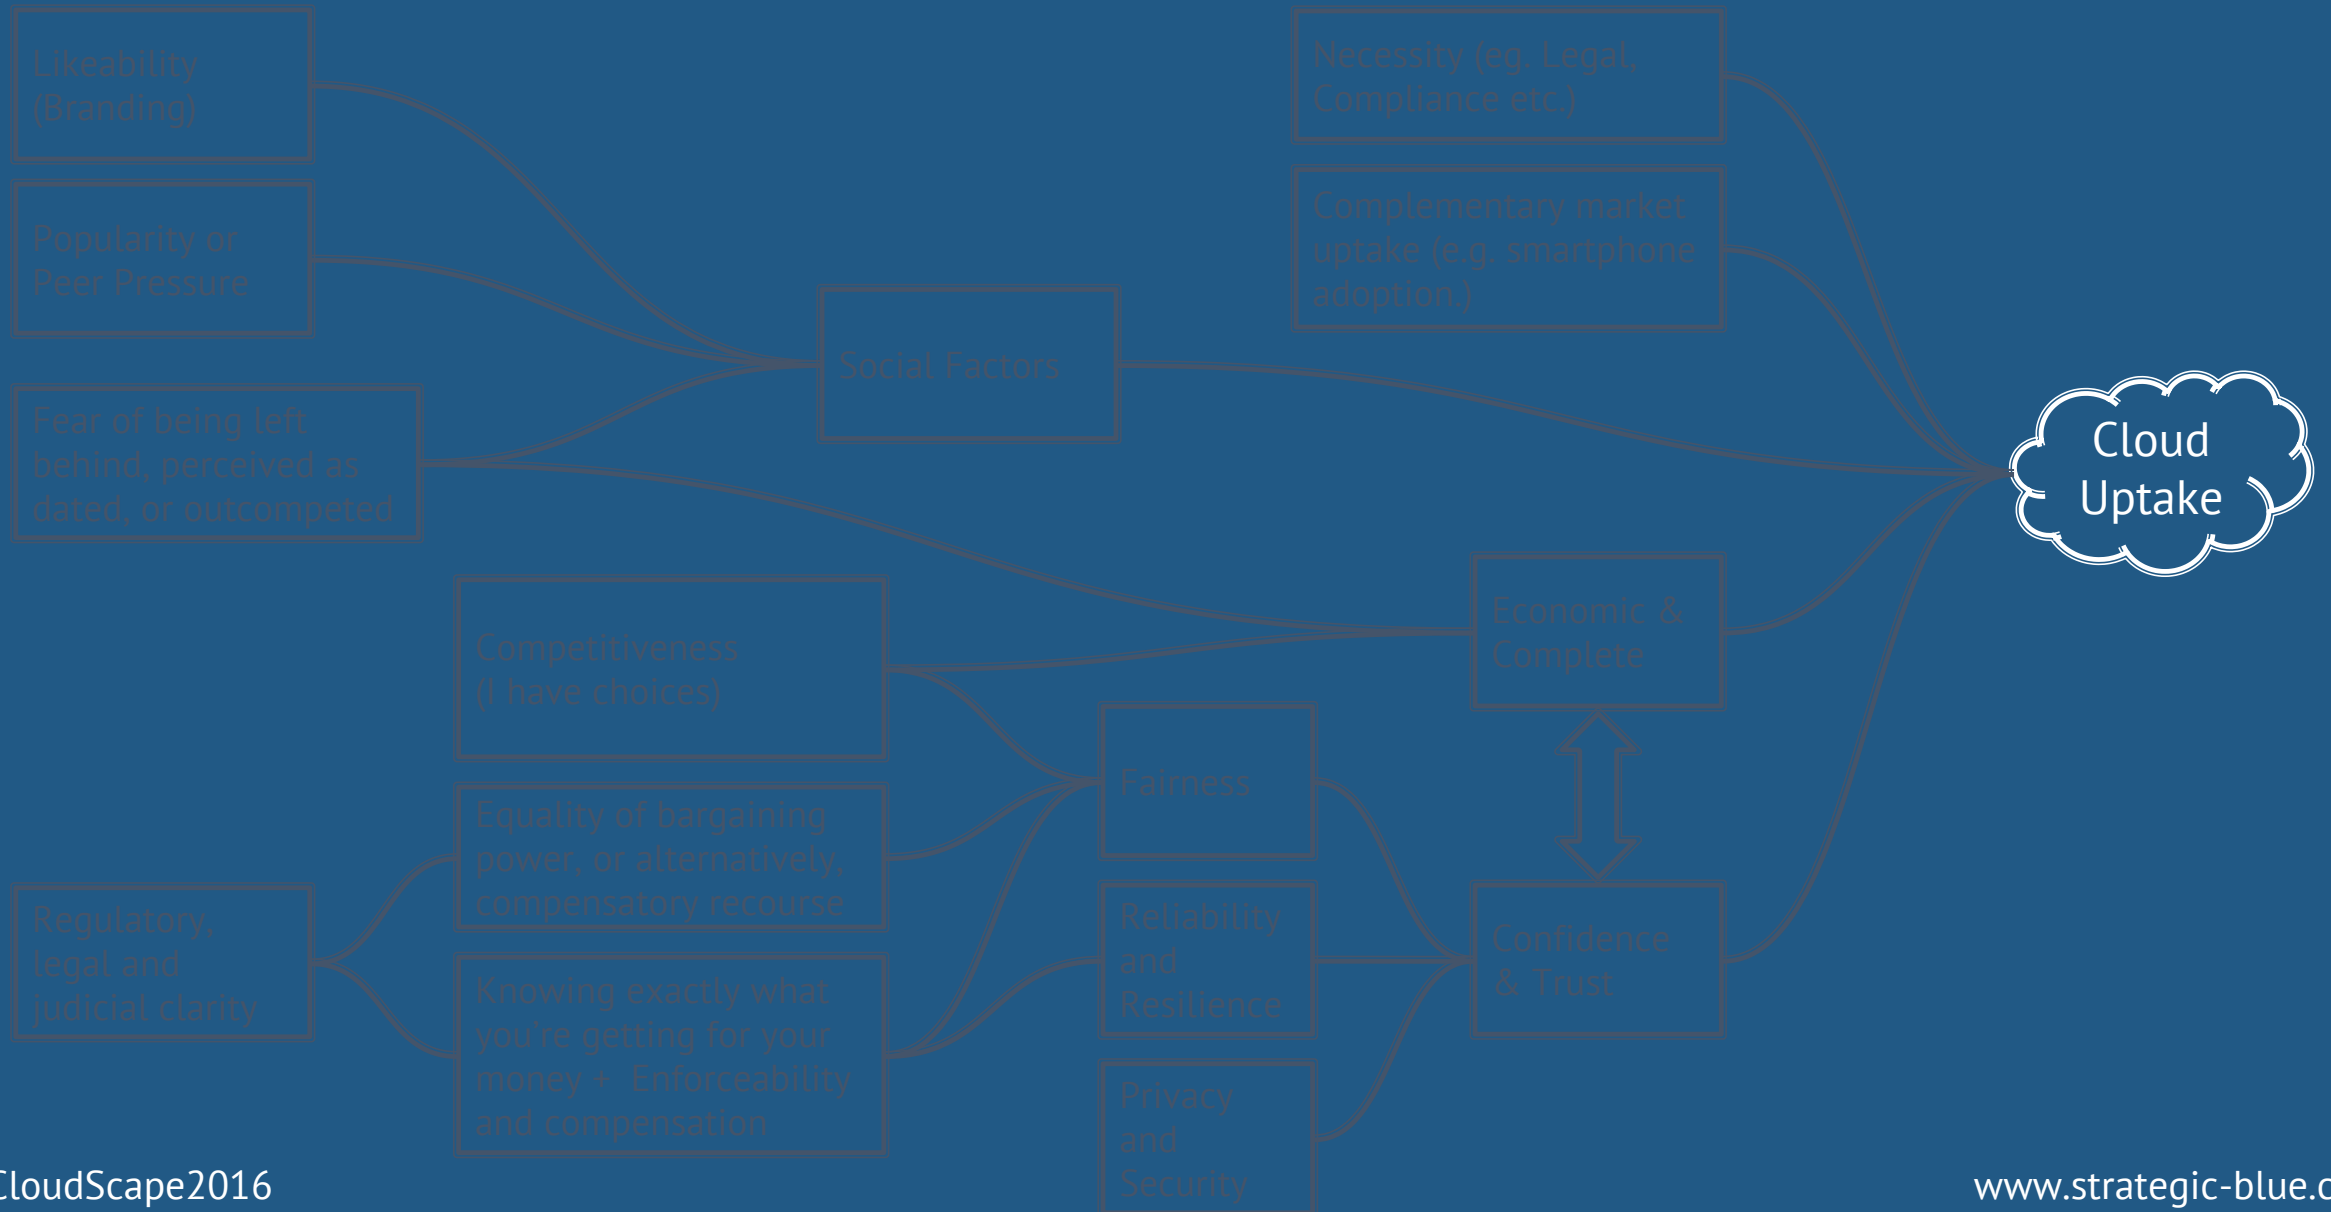 Likeability
(Branding)
Necessity (eg. Legal,
Compliance etc.)
Popularity or
Peer Pressure
Complementary market
uptake (e.g. smartphone
adoption.)
Social Factors
Fear of being left
behind, perceived as
dated, or outcompeted
Cloud
Uptake
Competitiveness
(I have choices)
Economic &
Complete
Fairness
Equality of bargaining
power, or alternatively,
compensatory recourse
Regulatory,
legal and
judicial clarity
Knowing exactly what
you're getting for your
money + Enforceability
and compensation
Reliability
and
Resilience
Confidence
& Trust
Privacy
and
Security
CloudScape2016
www.strategic-blue.c